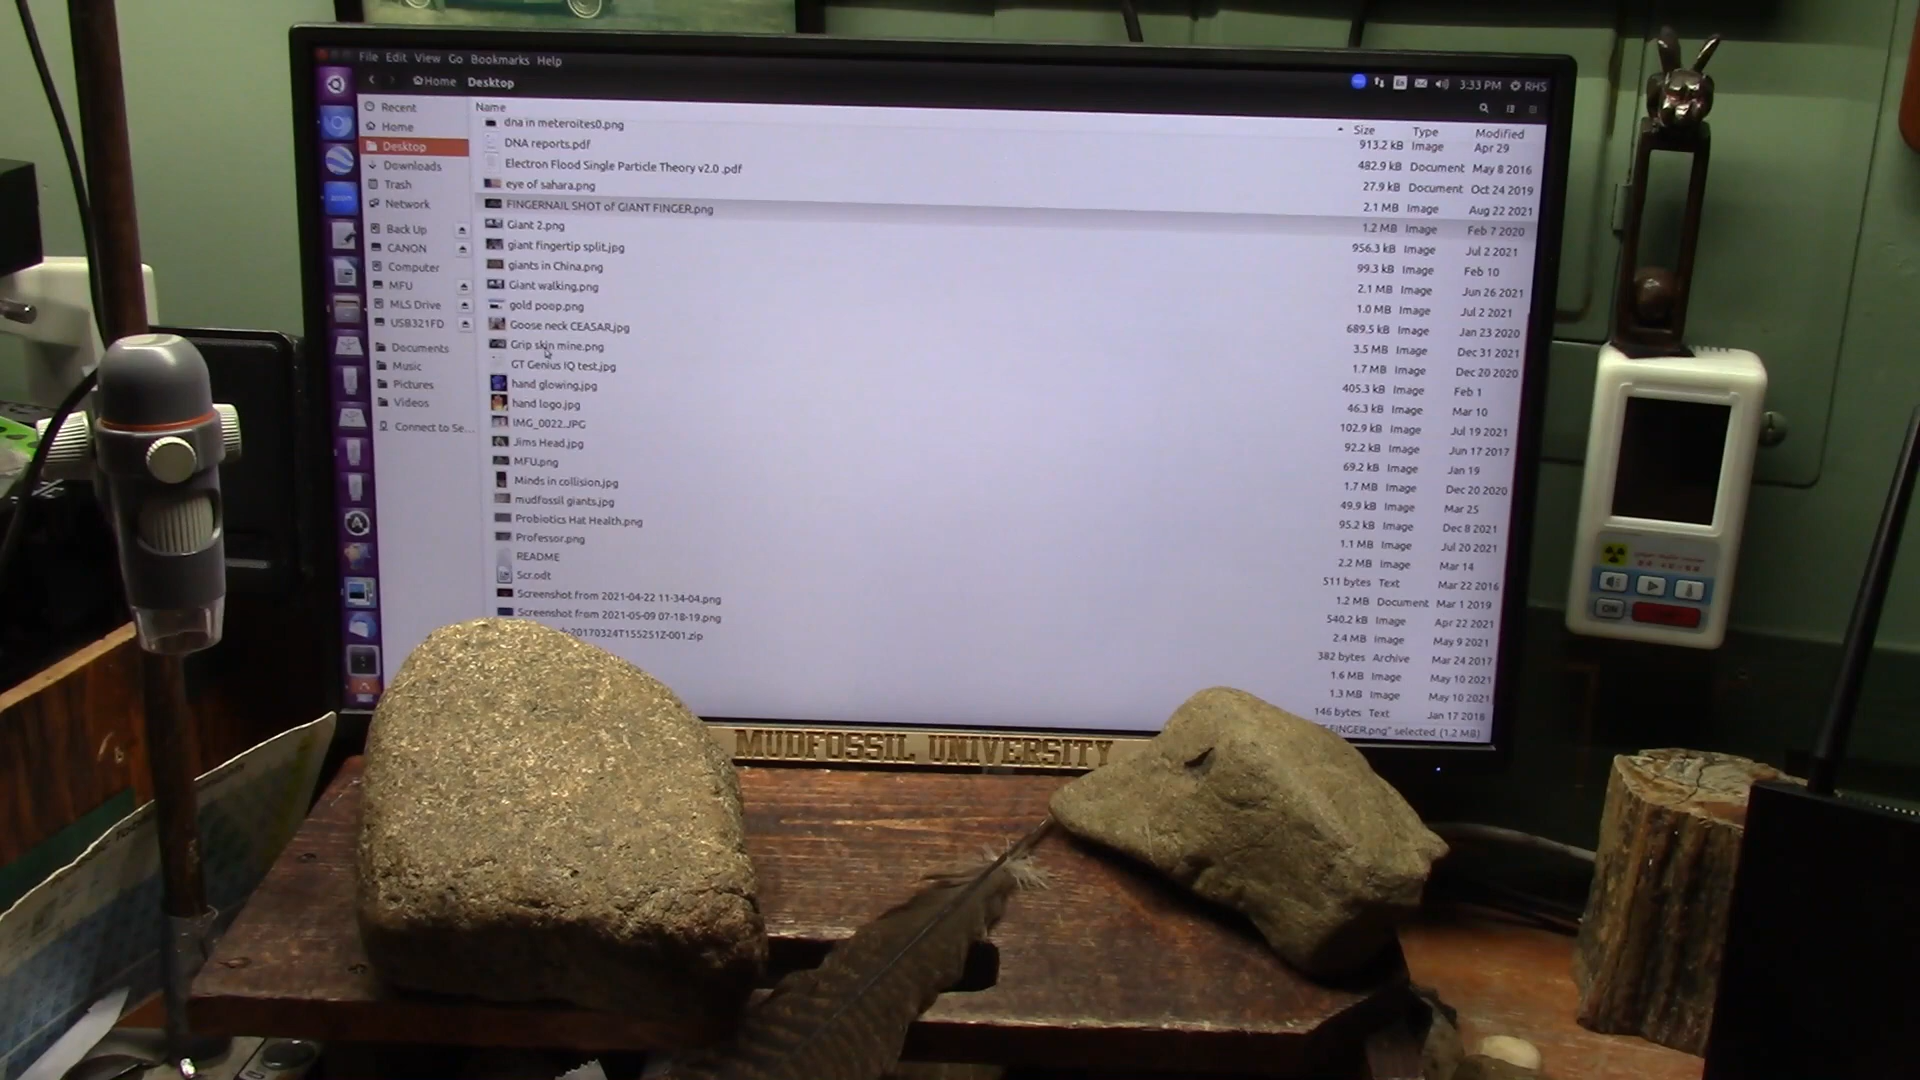 File Edit View Go Bookmarks Help
Home Desktop
3:33 PM RHS
Recent
Home
Desktop
Downloads
Trash
Network
Back Up
CANON
Computer
MFU
MLS Drive
USB321FD
Documents
Music
Pictures
Videos
Connect to Se...
Name
Size Type Modified
dna in meteroites0.png
DNA reports.pdf
Electron Flood Single Particle Theory v2.0 .pdf
eye of sahara.png
FINGERNAIL SHOT of GIANT FINGER.png
Giant 2.png
giant fingertip split.jpg
giants in China.png
Giant walking.png
gold poop.png
Goose neck CEASAR.jpg
Grip skin mine.png
GT Genius IQ test.jpg
hand glowing.jpg
hand logo.jpg
IMG_0022.JPG
Jims Head.jpg
MFU.png
Minds in collision.jpg
mudfossil giants.jpg
Probiotics Hat Health.png
Professor.png
README
Scr.odt
Screenshot from 2021-04-22 11-34-04.png
Screenshot from 2021-05-09 07-18-19.png
-20170324T155251Z-001.zip
913.2 kB Image Apr 29
482.9 kB Document May 8 2016
27.9 kB Document Oct 24 2019
2.1 MB Image Aug 22 2021
1.2 MB Image Feb 7 2020
956.3 kB Image Jul 2 2021
99.3 kB Image Feb 10
2.1 MB Image Jun 26 2021
1.0 MB Image Jul 2 2021
689.5 kB Image Jan 23 2020
3.5 MB Image Dec 31 2021
1.7 MB Image Dec 20 2020
405.3 kB Image Feb 1
46.3 kB Image Mar 10
102.9 kB Image Jul 19 2021
92.2 kB Image Jun 17 2017
69.2 kB Image Jan 19
1.7 MB Image Dec 20 2020
49.9 kB Image Mar 25
95.2 kB Image Dec 8 2021
1.1 MB Image Jul 20 2021
2.2 MB Image Mar 14
511 bytes Text Mar 22 2016
1.2 MB Document Mar 1 2019
540.2 kB Image Apr 22 2021
2.4 MB Image May 9 2021
382 bytes Archive Mar 24 2017
1.6 MB Image May 10 2021
1.3 MB Image May 10 2021
146 bytes Text Jan 17 2018
FINGER.png" selected (1.2 MB)
MUDFOSSIL UNIVERSITY
ON